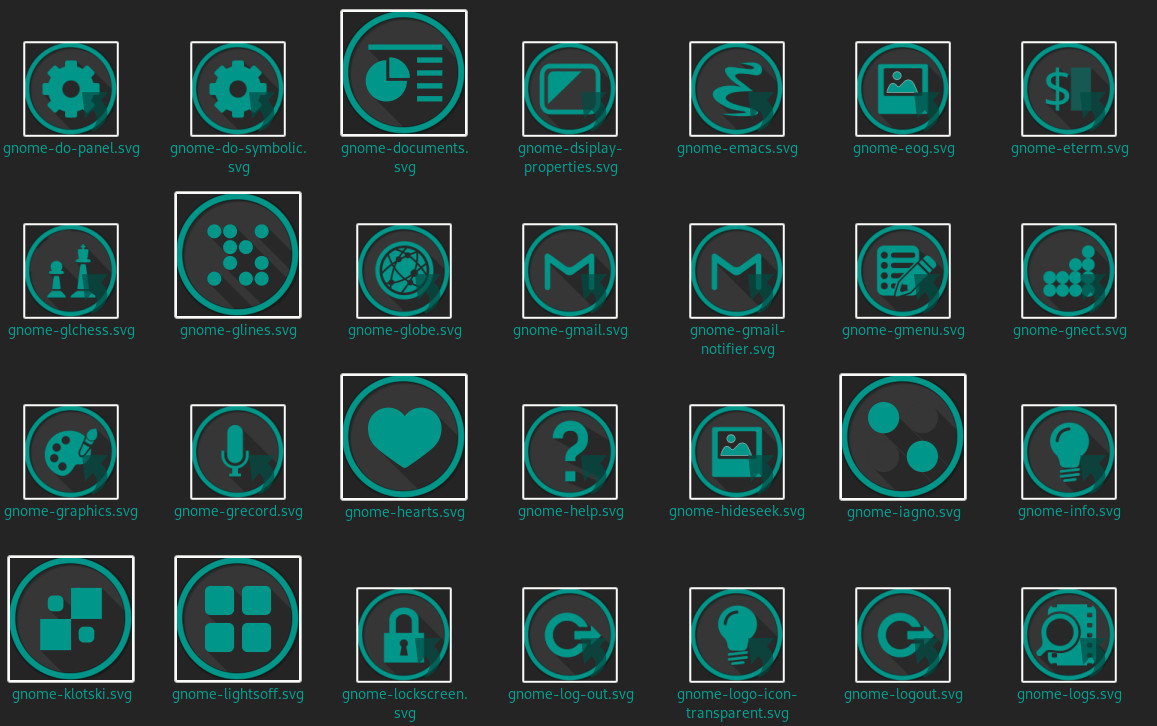 gnome-do-panel.svg
gnome-do-symbolic.
svg
gnome-documents.
svg
gnome-dsiplay-
properties.svg
gnome-emacs.svg
gnome-eog.svg
gnome-eterm.svg
gnome-glchess.svg
gnome-glines.svg
gnome-globe.svg
gnome-gmail.svg
gnome-gmail-
notifier.svg
gnome-gmenu.svg
gnome-gnect.svg
gnome-graphics.svg
gnome-grecord.svg
gnome-hearts.svg
gnome-help.svg
gnome-hideseek.svg
gnome-iagno.svg
gnome-info.svg
gnome-klotski.svg
gnome-lightsoff.svg
gnome-lockscreen.
svg
gnome-log-out.svg
gnome-logo-icon-
transparent.svg
gnome-logout.svg
gnome-logs.svg